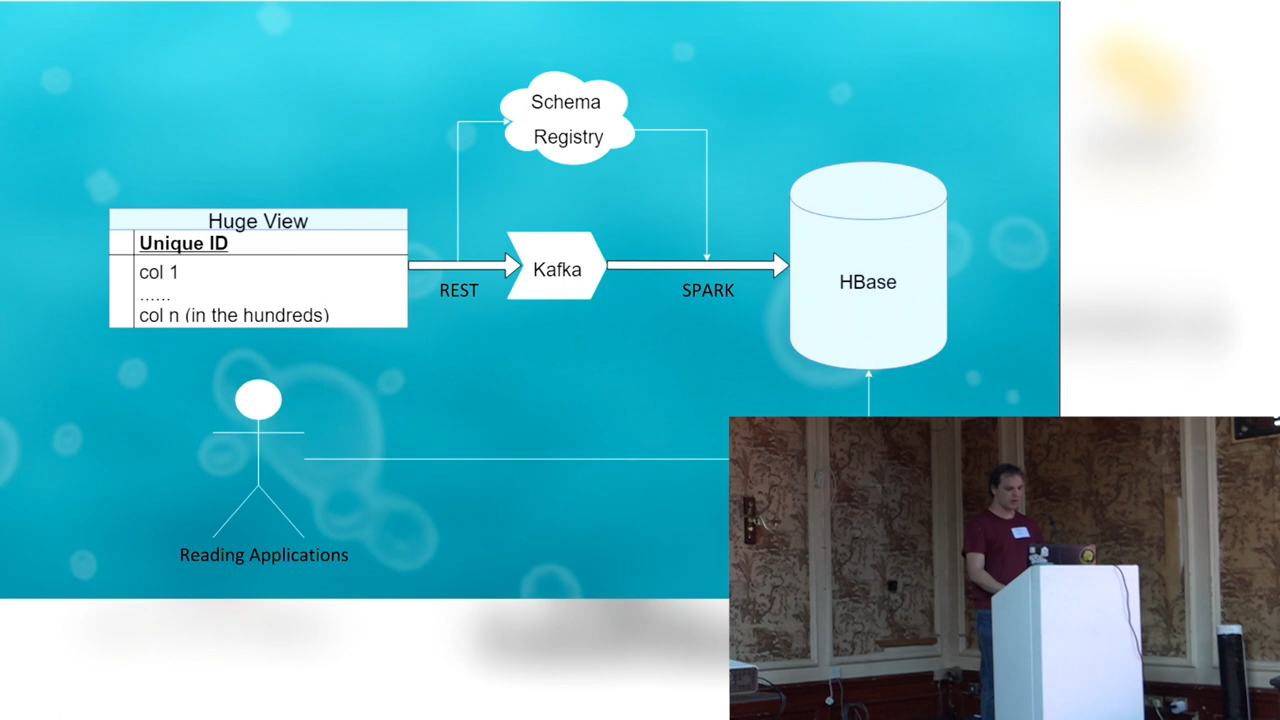 Schema
Registry
Huge View
Unique ID
col 1
......
col n (in the hundreds)
REST
Kafka
SPARK
HBase
Reading Applications